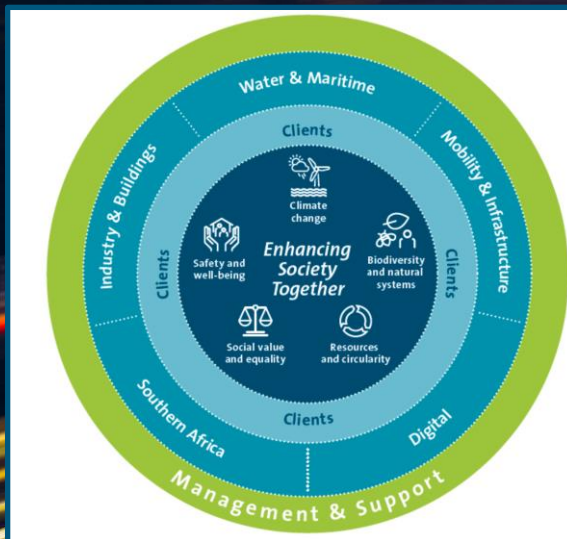 Water & Maritime
Mobility & Infrastructure
Digital
Southern Africa
Industry & Buildings
Clients
Clients
Clients
Clients
Climate
change
Biodiversity
and natural
systems
Resources
and circularity
Social value
and equality
Safety and
well-being
Enhancing
Society
Together
Management & Support